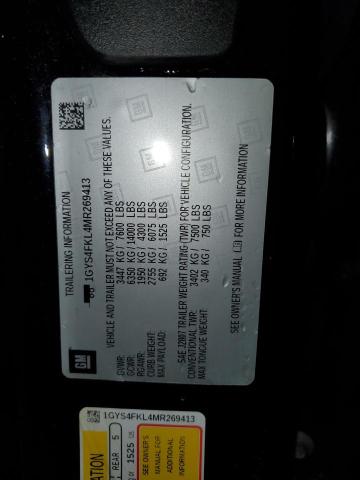 TRAILERING INFORMATION
1GYS4FKL4MR269413
VEHICLE AND TRAILER MUST NOT EXCEED ANY OF THESE VALUES.
GVWR: 3447 KG / 7600 LBS
GCWR: 6350 KG / 14000 LBS
RGAWR: 1950 KG / 4300 LBS
CURB WEIGHT: 2755 KG / 6075 LBS
MAX PAYLOAD: 692 KG / 1525 LBS
SAE J2807 TRAILER WEIGHT RATING (TWR) FOR VEHICLE CONFIGURATION.
CONVENTIONAL TWR: 3402 KG / 7500 LBS
MAX TONGUE WEIGHT: 340 KG / 750 LBS
SEE OWNER'S MANUAL FOR MORE INFORMATION
GM
1GYS4FKL4MR269413
REAR 5
1525
SEE OWNER'S
MANUAL FOR
ADDITIONAL
INFORMATION